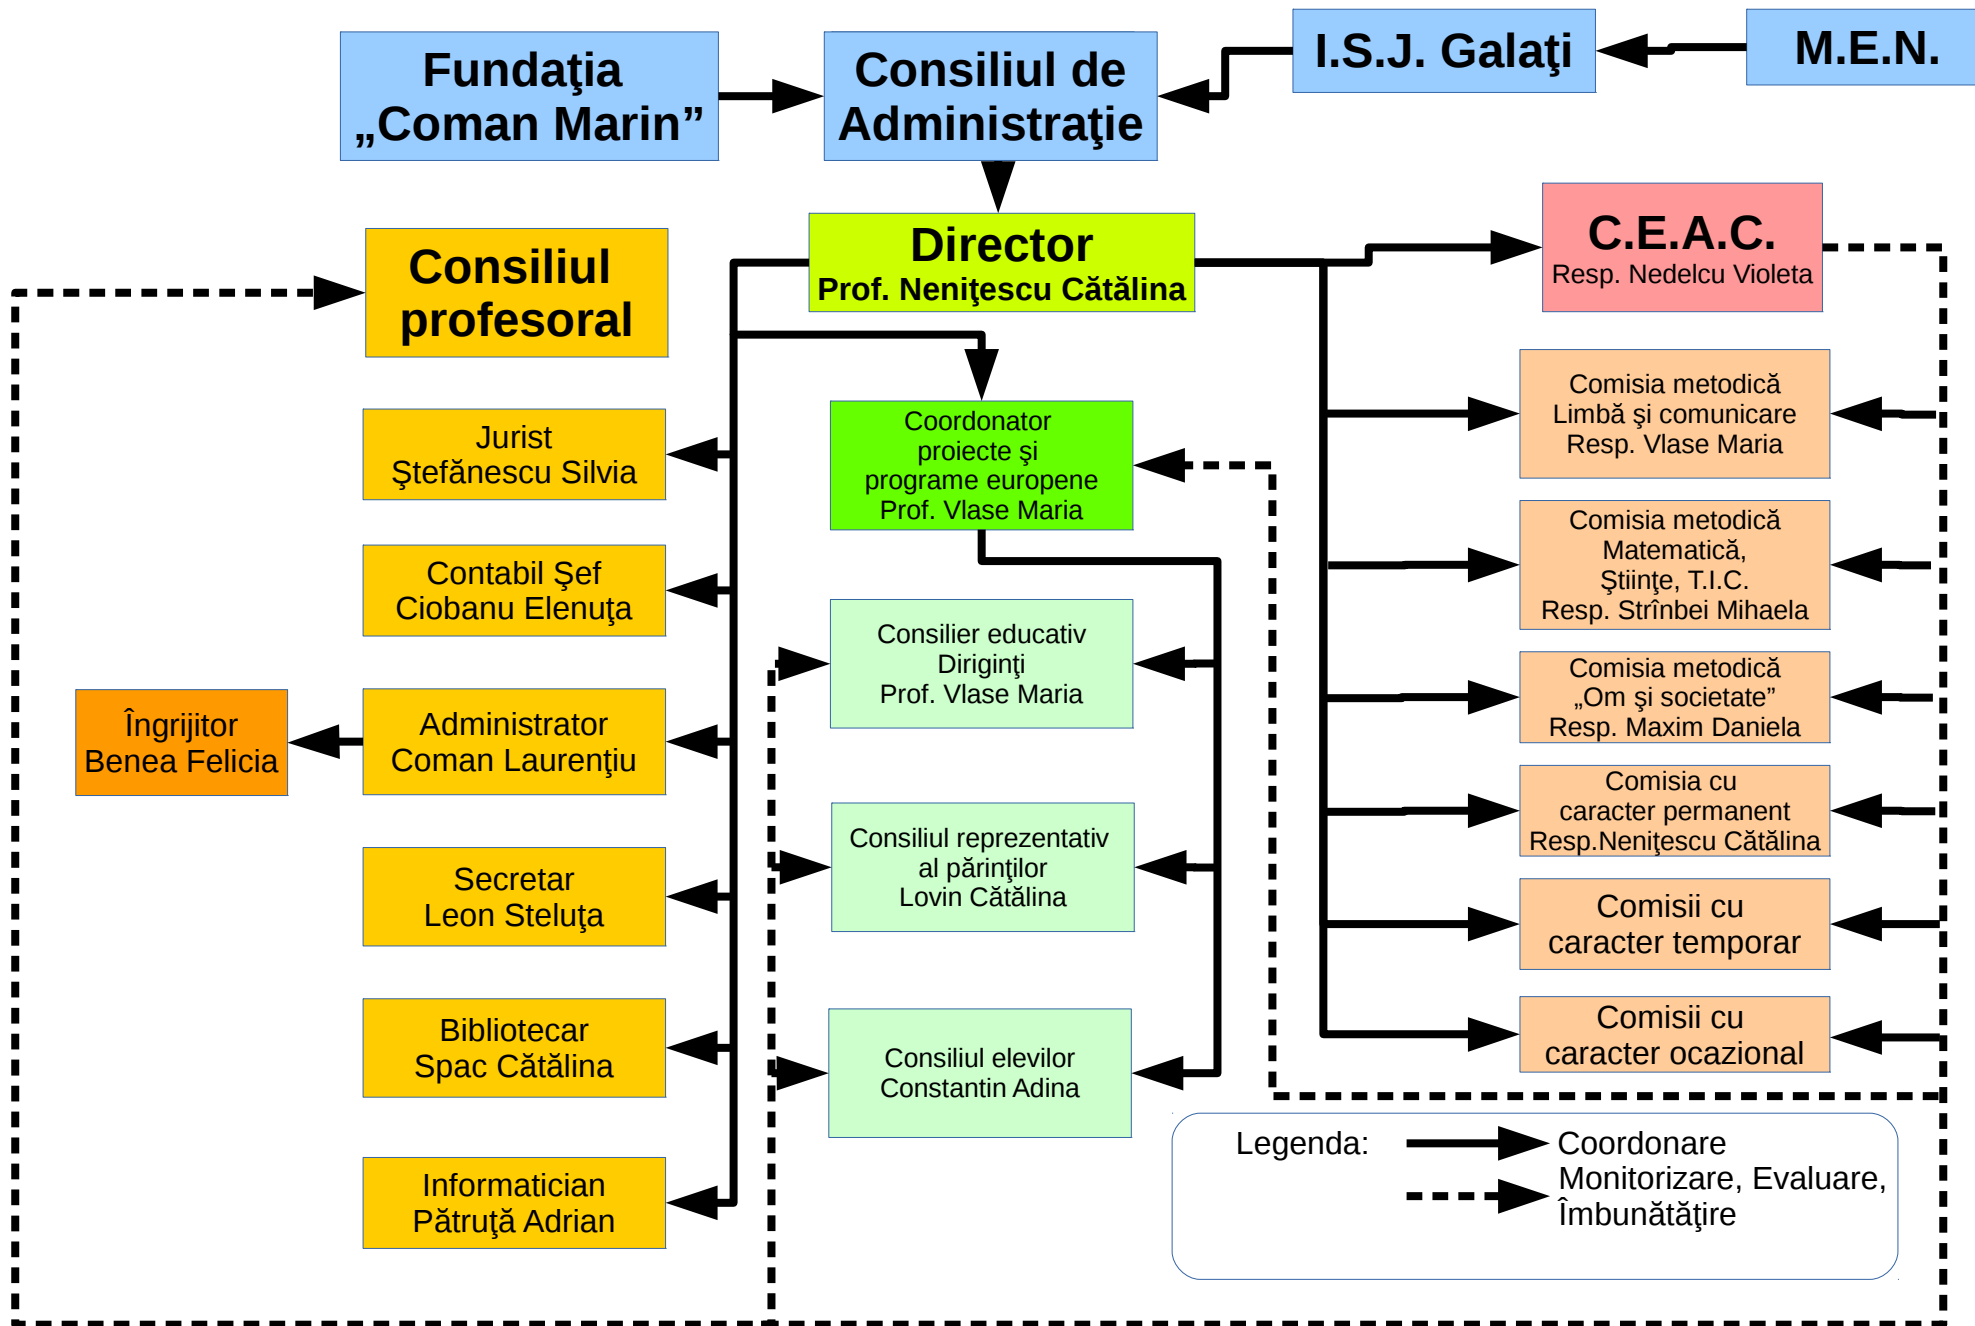 Fundaţia
„Coman Marin”
Consiliul de
Administraţie
I.S.J. Galaţi
M.E.N.
Consiliul
profesoral
Director
Prof. Neniţescu Cătălina
C.E.A.C.
Resp. Nedelcu Violeta
Jurist
Ştefănescu Silvia
Contabil Şef
Ciobanu Elenuţa
Îngrijitor
Benea Felicia
Administrator
Coman Laurenţiu
Secretar
Leon Steluţa
Bibliotecar
Spac Cătălina
Informatician
Pătruţă Adrian
Coordonator
proiecte şi
programe europene
Prof. Vlase Maria
Consilier educativ
Diriginţi
Prof. Vlase Maria
Consiliul reprezentativ
al părinţilor
Lovin Cătălina
Consiliul elevilor
Constantin Adina
Comisia metodică
Limbă şi comunicare
Resp. Vlase Maria
Comisia metodică
Matematică,
Ştiinţe, T.I.C.
Resp. Strînbei Mihaela
Comisia metodică
„Om şi societate”
Resp. Maxim Daniela
Comisia cu
caracter permanent
Resp.Neniţescu Cătălina
Comisii cu
caracter temporar
Comisii cu
caracter ocazional
Legenda:
Coordonare
Monitorizare, Evaluare,
Îmbunătăţire